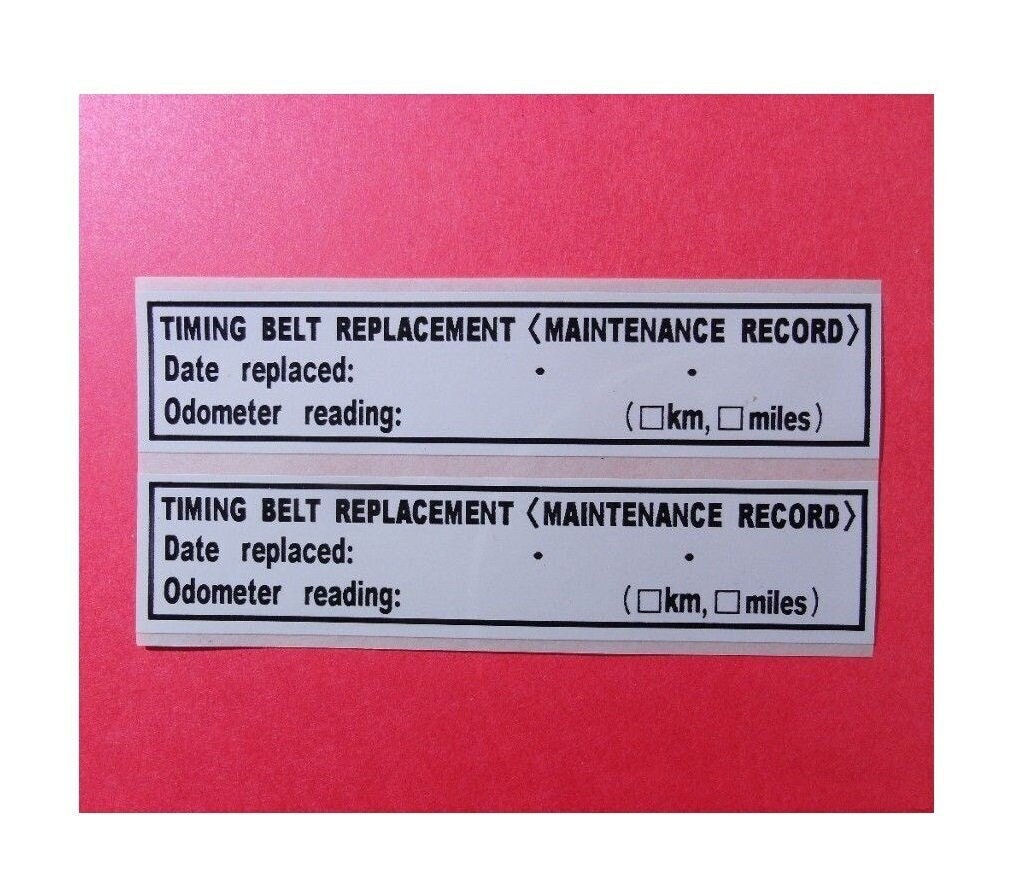 TIMING BELT REPLACEMENT 〈MAINTENANCE RECORD〉
Date replaced: • •
Odometer reading: (□km, □miles)
TIMING BELT REPLACEMENT 〈MAINTENANCE RECORD〉
Date replaced: • •
Odometer reading: (□km, □miles)